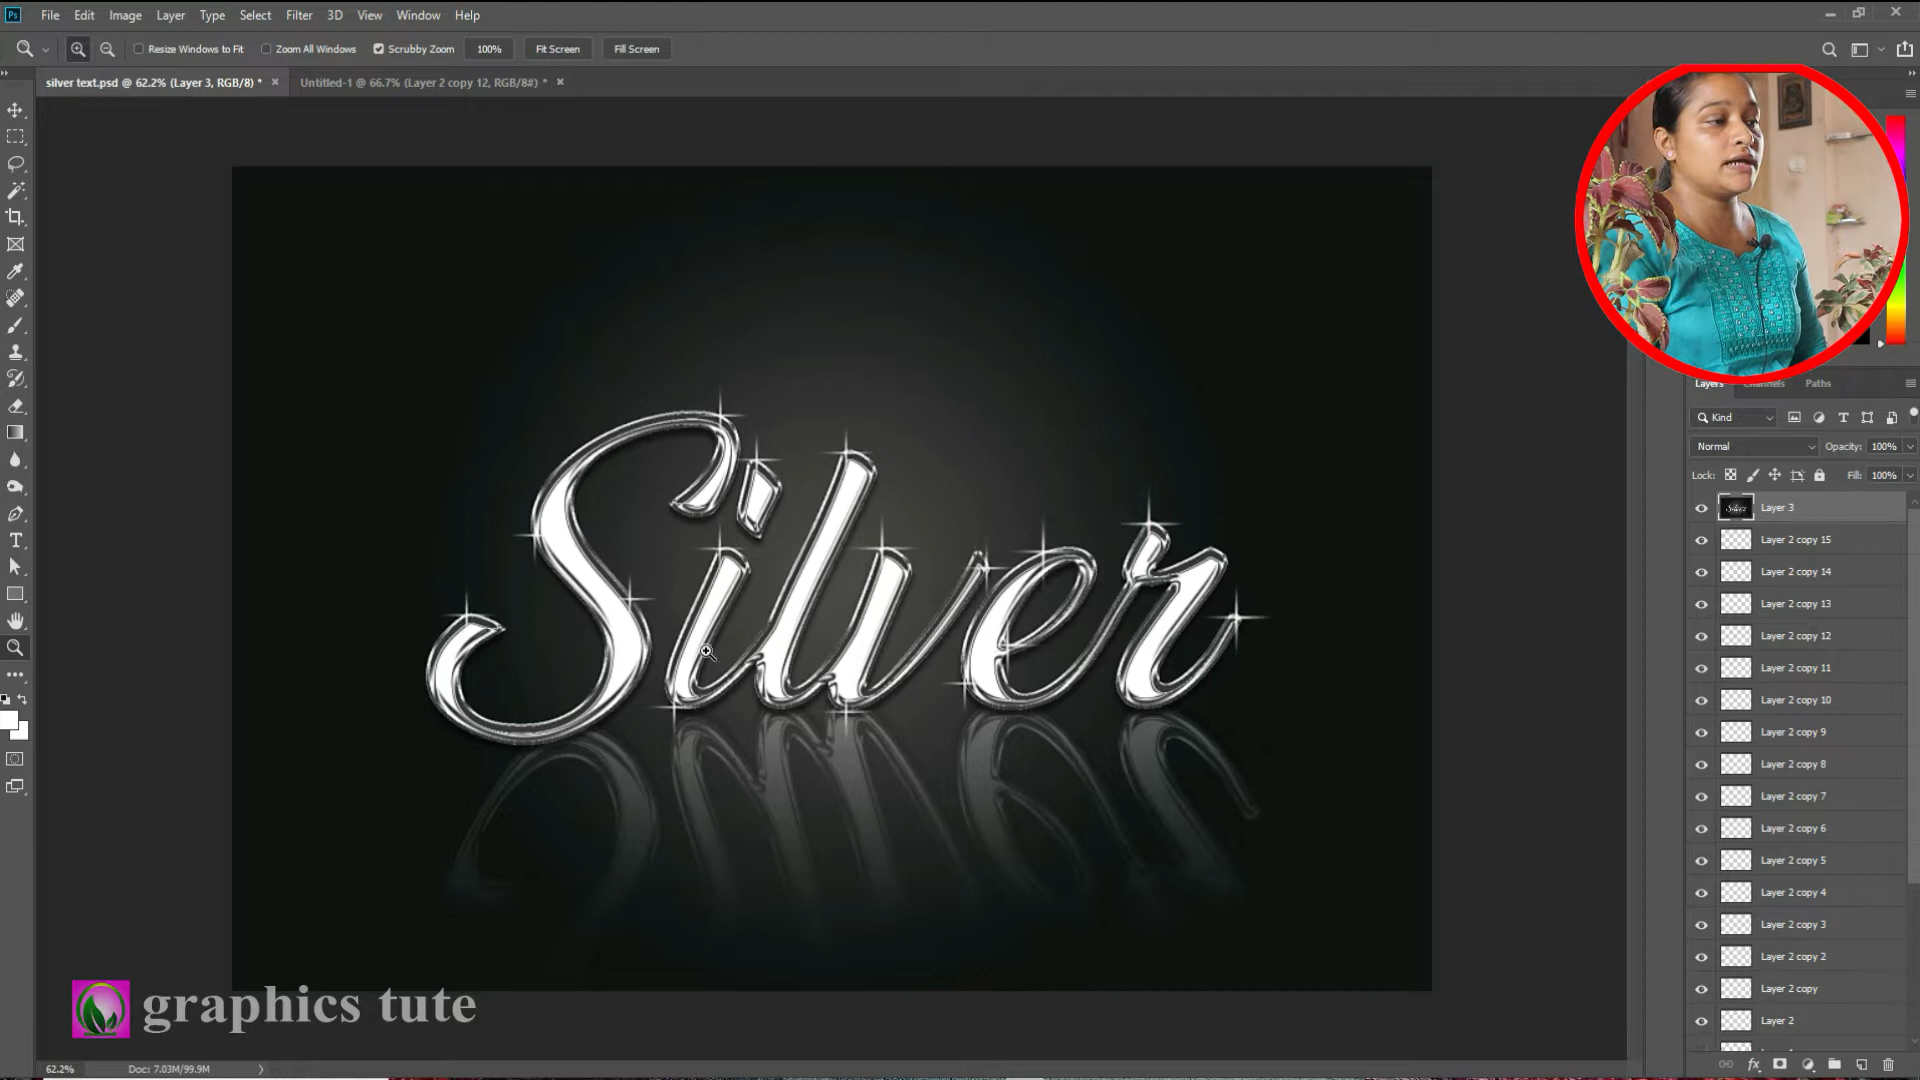 Ps File Edit Image Layer Type Select Filter 3D View Window Help
Resize Windows to Fit Zoom All Windows Scrubby Zoom 100% Fit Screen Fill Screen
silver text.psd @ 62.2% (Layer 3, RGB/8) * × Untitled-1 @ 66.7% (Layer 2 copy 12, RGB/8#) * ×
Silver
Layers Channels Paths
Kind
Normal Opacity: 100%
Lock: Fill: 100%
Layer 3
Layer 2 copy 15
Layer 2 copy 14
Layer 2 copy 13
Layer 2 copy 12
Layer 2 copy 11
Layer 2 copy 10
Layer 2 copy 9
Layer 2 copy 8
Layer 2 copy 7
Layer 2 copy 6
Layer 2 copy 5
Layer 2 copy 4
Layer 2 copy 3
Layer 2 copy 2
Layer 2 copy
Layer 2
graphics tute
62.2% Doc: 7.03M/99.9M